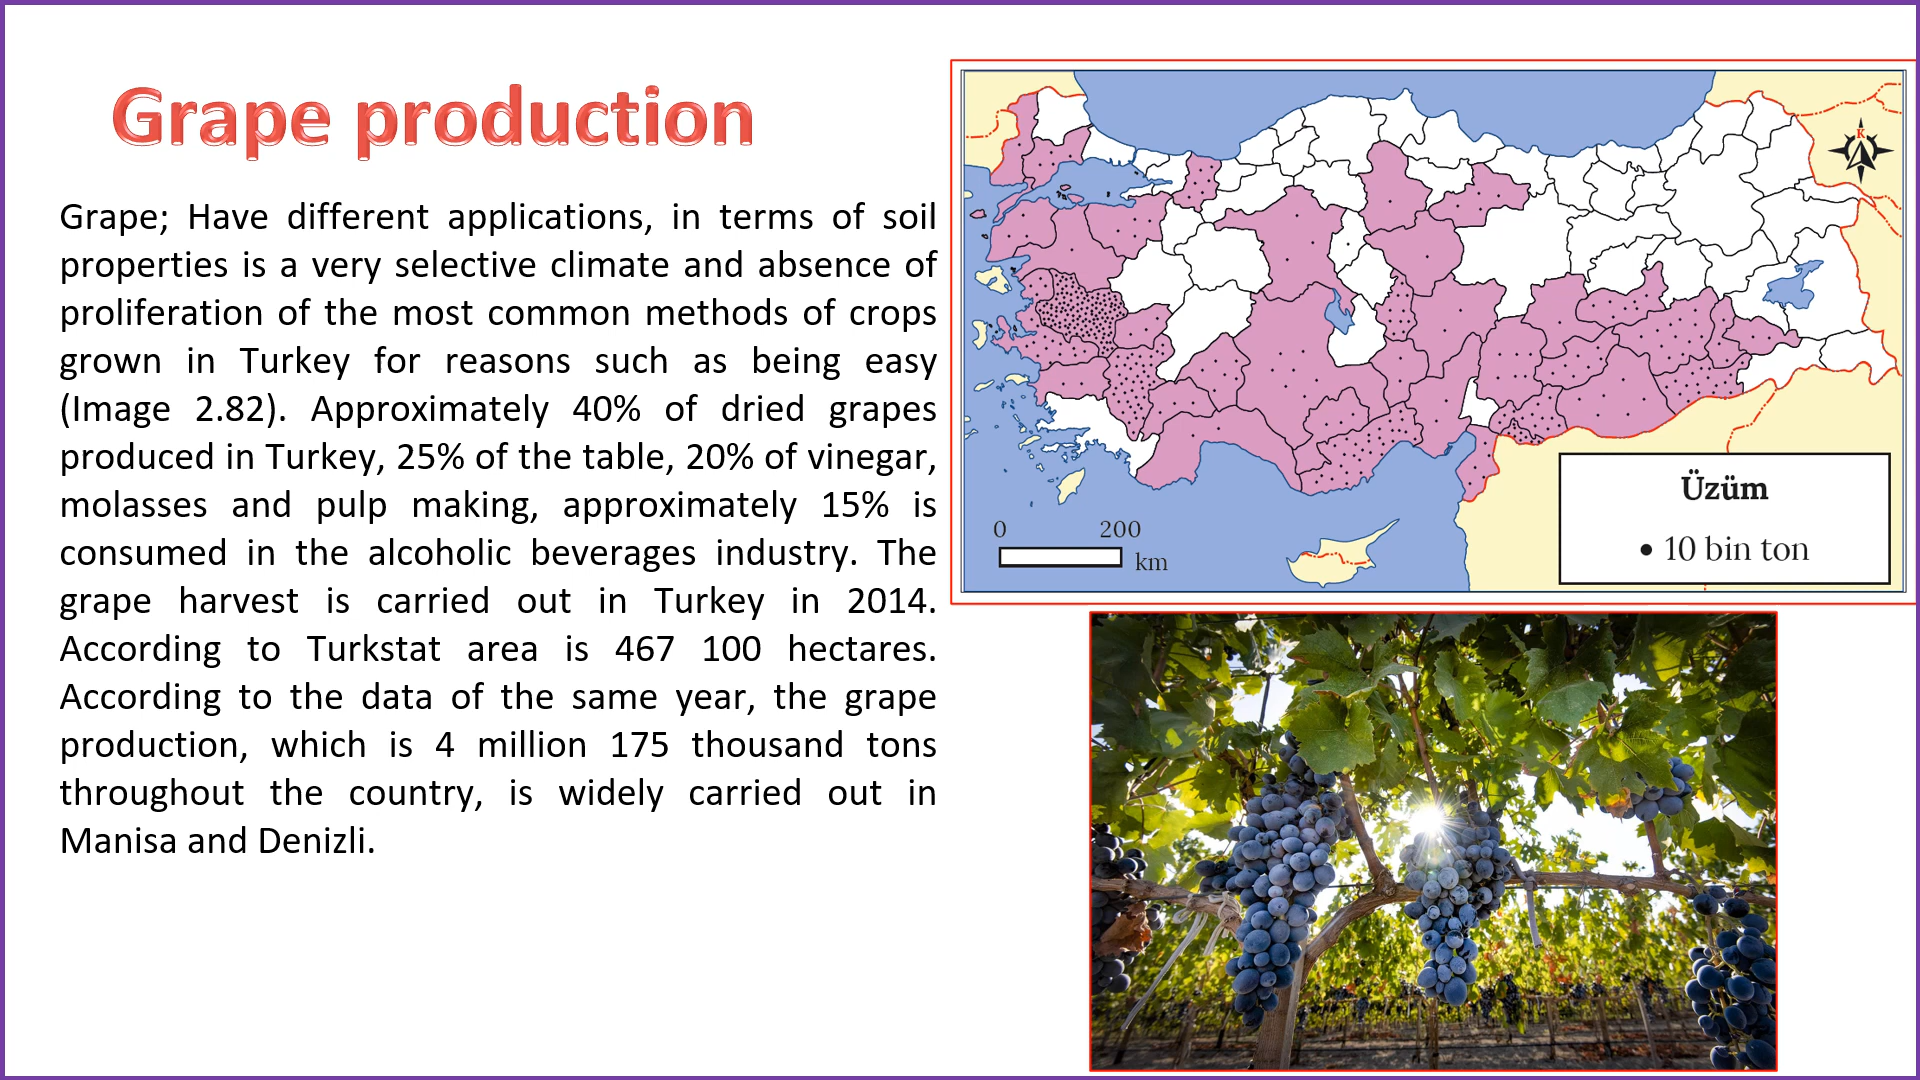 Grape production
Grape; Have different applications, in terms of soil
properties is a very selective climate and absence of
proliferation of the most common methods of crops
grown in Turkey for reasons such as being easy
(Image 2.82). Approximately 40% of dried grapes
produced in Turkey, 25% of the table, 20% of vinegar,
molasses and pulp making, approximately 15% is
consumed in the alcoholic beverages industry. The
grape harvest is carried out in Turkey in 2014.
According to Turkstat area is 467 100 hectares.
According to the data of the same year, the grape
production, which is 4 million 175 thousand tons
throughout the country, is widely carried out in
Manisa and Denizli.
K
0 200
km
Üzüm
• 10 bin ton